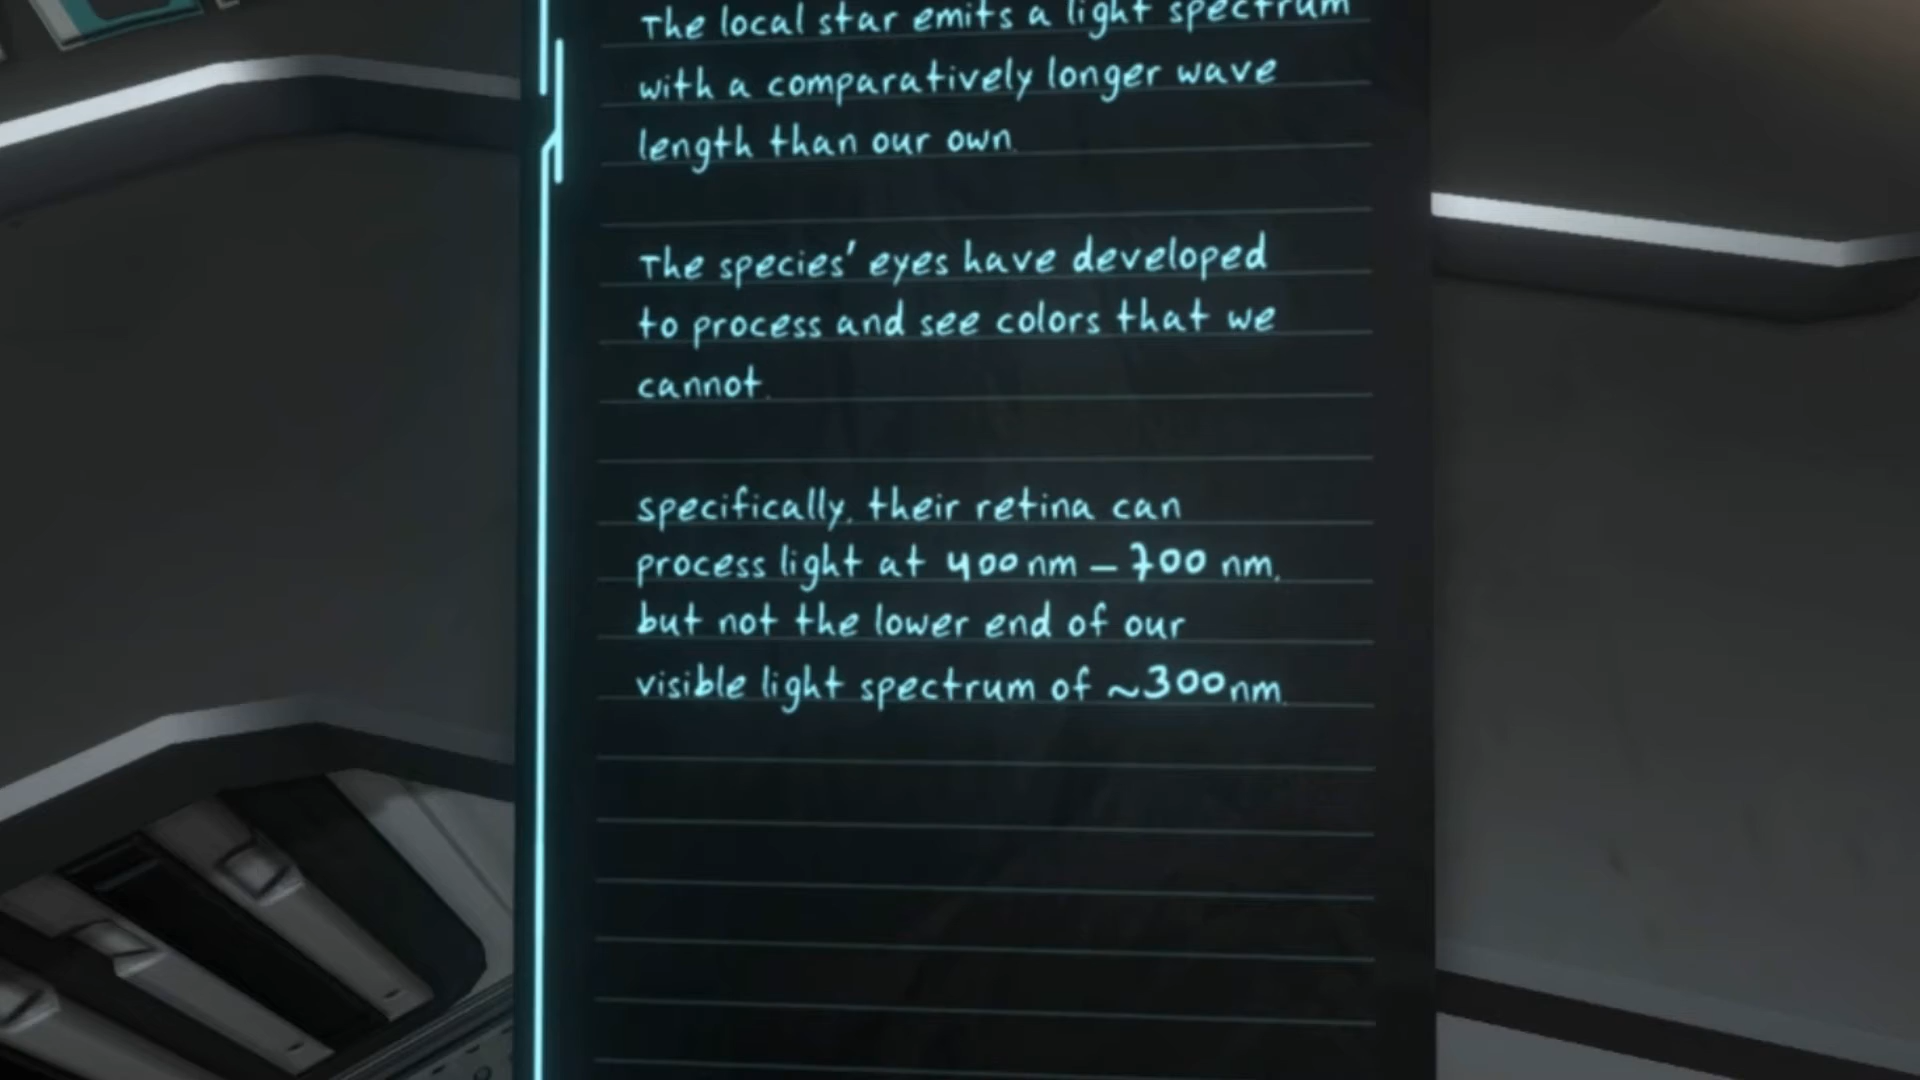 The local star emits a light spectrum
with a comparatively longer wave
length than our own.
The species' eyes have developed
to process and see colors that we
cannot.
specifically, their retina can
process light at 400 nm – 700 nm,
but not the lower end of our
visible light spectrum of ~300nm.